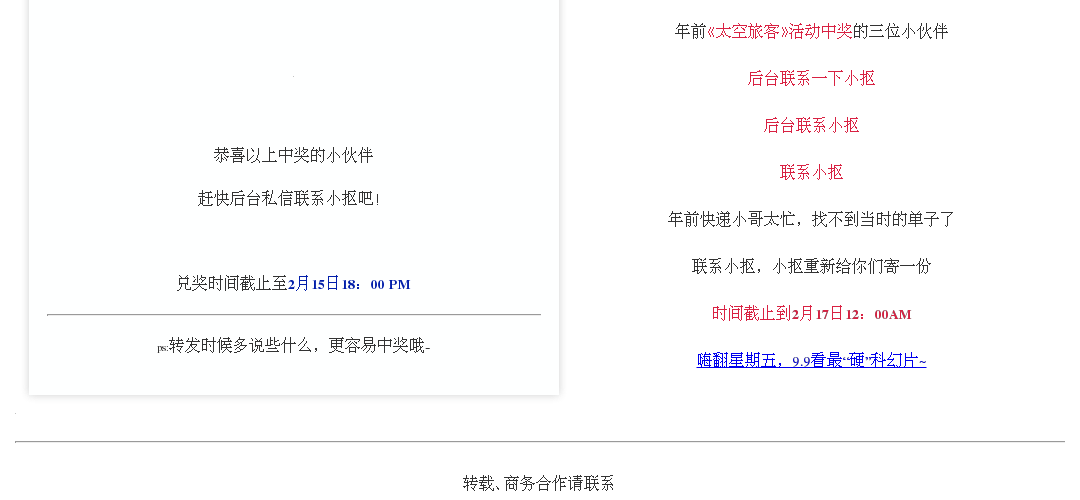 恭喜以上中奖的小伙伴
赶快后台私信联系小抠吧!
兑奖时间截止至2月15日18：00 PM
ps:转发时候多说些什么，更容易中奖哦~
年前《太空旅客》活动中奖的三位小伙伴
后台联系一下小抠
后台联系小抠
联系小抠
年前快递小哥太忙，找不到当时的单子了
联系小抠，小抠重新给你们寄一份
时间截止到2月17日12：00AM
嗨翻星期五，9.9看最“硬”科幻片~
转载、商务合作请联系